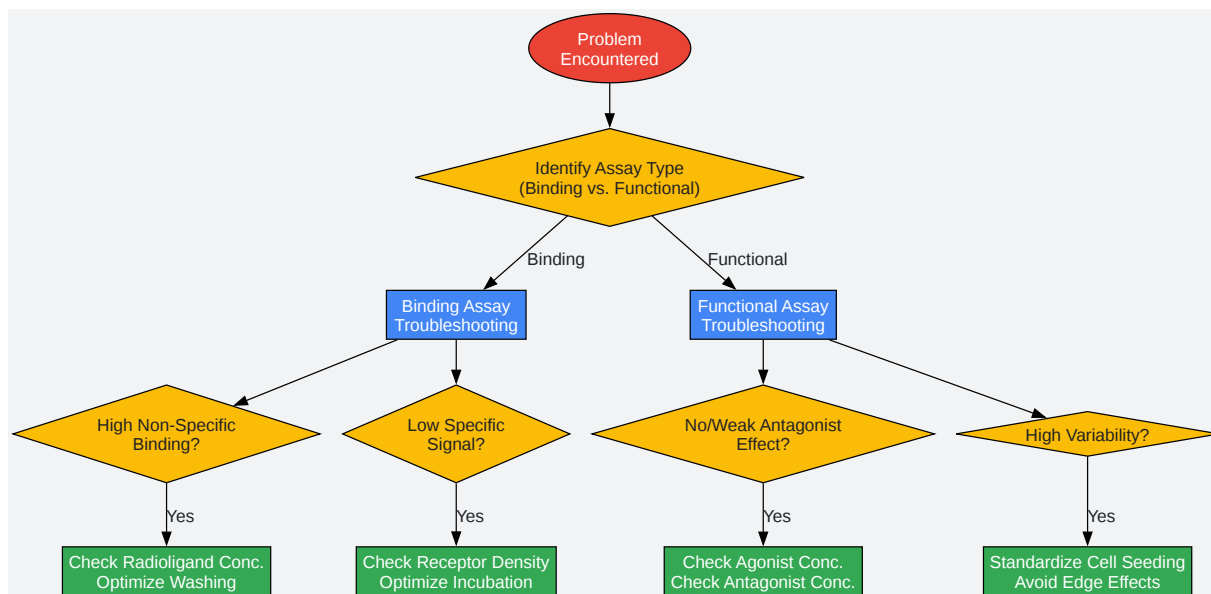 Problem
Encountered
Identify Assay Type
(Binding vs. Functional)
Binding
Functional
Binding Assay
Troubleshooting
Functional Assay
Troubleshooting
High Non-Specific
Binding?
Low Specific
Signal?
No/Weak Antagonist
Effect?
High Variability?
Yes
Yes
Yes
Yes
Check Radioligand Conc.
Optimize Washing
Check Receptor Density
Optimize Incubation
Check Agonist Conc.
Check Antagonist Conc.
Standardize Cell Seeding
Avoid Edge Effects